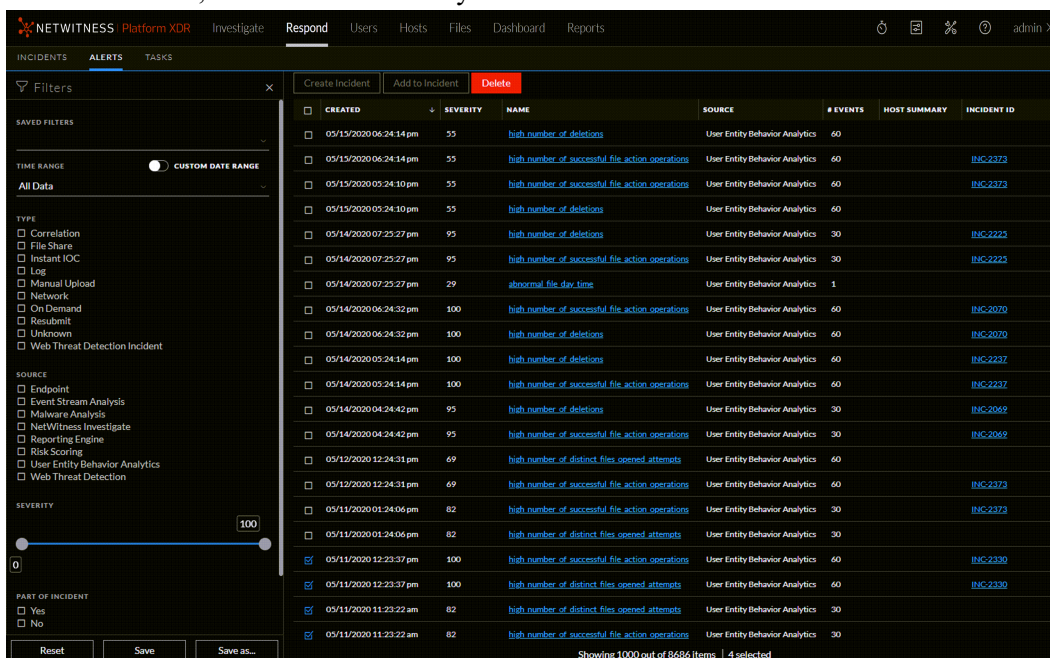 NETWITNESS Platform XDR Investigate Respond Users Hosts Files Dashboard Reports admin
INCIDENTS ALERTS TASKS
Filters
Create Incident Add to Incident Delete
CREATED SEVERITY NAME SOURCE # EVENTS HOST SUMMARY INCIDENT ID
SAVED FILTERS
TIME RANGE CUSTOM DATE RANGE
All Data
TYPE
Correlation
File Share
Instant IOC
Log
Manual Upload
Network
On Demand
Resubmit
Unknown
Web Threat Detection Incident
SOURCE
Endpoint
Event Stream Analysis
Malware Analysis
NetWitness Investigate
Reporting Engine
Risk Scoring
User Entity Behavior Analytics
Web Threat Detection
SEVERITY
100
0
PART OF INCIDENT
Yes
No
Reset Save Save as...
05/15/2020 06:24:14 pm 55 high number of deletions User Entity Behavior Analytics 60
05/15/2020 06:24:14 pm 55 high number of successful file action operations User Entity Behavior Analytics 60 INC-2373
05/15/2020 05:24:10 pm 55 high number of successful file action operations User Entity Behavior Analytics 60 INC-2373
05/15/2020 05:24:10 pm 55 high number of deletions User Entity Behavior Analytics 60
05/14/2020 07:25:27 pm 95 high number of deletions User Entity Behavior Analytics 30 INC-2225
05/14/2020 07:25:27 pm 95 high number of successful file action operations User Entity Behavior Analytics 30 INC-2225
05/14/2020 07:25:27 pm 29 abnormal file day time User Entity Behavior Analytics 1
05/14/2020 06:24:32 pm 100 high number of successful file action operations User Entity Behavior Analytics 60 INC-2070
05/14/2020 06:24:32 pm 100 high number of deletions User Entity Behavior Analytics 60 INC-2070
05/14/2020 05:24:14 pm 100 high number of deletions User Entity Behavior Analytics 60 INC-2237
05/14/2020 05:24:14 pm 100 high number of successful file action operations User Entity Behavior Analytics 60 INC-2237
05/14/2020 04:24:42 pm 95 high number of deletions User Entity Behavior Analytics 30 INC-2069
05/14/2020 04:24:42 pm 95 high number of successful file action operations User Entity Behavior Analytics 30 INC-2069
05/12/2020 12:24:31 pm 69 high number of distinct files opened attempts User Entity Behavior Analytics 60
05/12/2020 12:24:31 pm 69 high number of successful file action operations User Entity Behavior Analytics 60 INC-2373
05/11/2020 01:24:06 pm 82 high number of successful file action operations User Entity Behavior Analytics 30 INC-2373
05/11/2020 01:24:06 pm 82 high number of distinct files opened attempts User Entity Behavior Analytics 30
05/11/2020 12:23:37 pm 100 high number of successful file action operations User Entity Behavior Analytics 60 INC-2330
05/11/2020 12:23:37 pm 100 high number of distinct files opened attempts User Entity Behavior Analytics 60 INC-2330
05/11/2020 11:23:22 am 82 high number of distinct files opened attempts User Entity Behavior Analytics 30
05/11/2020 11:23:22 am 82 high number of successful file action operations User Entity Behavior Analytics 30
Showing 1000 out of 8686 items | 4 selected